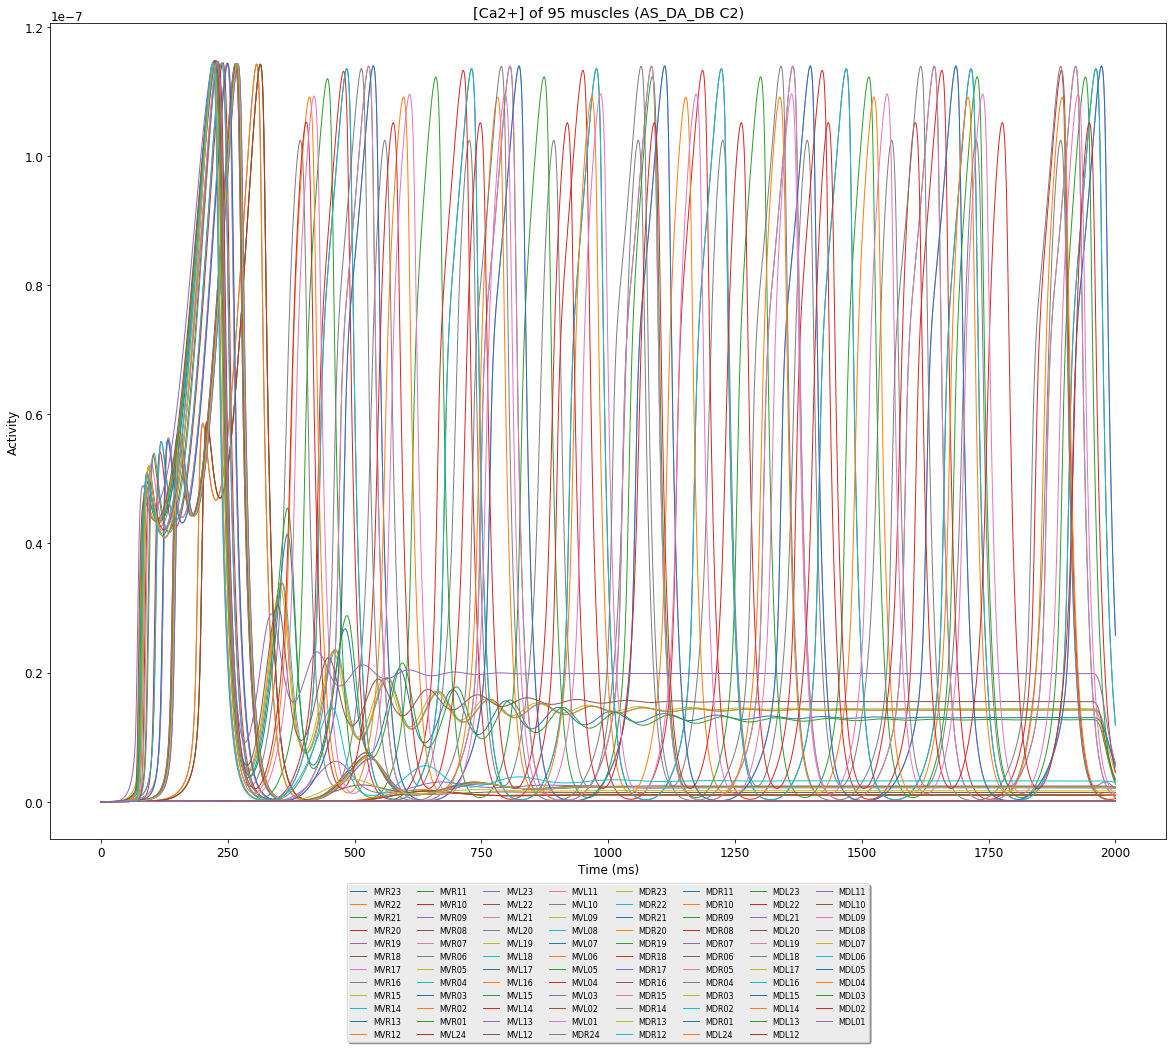 [Ca2+] of 95 muscles (AS_DA_DB C2)
1e−7
1.2
1.0
0.8
0.6
0.4
0.2
0.0
Activity
0 250 500 750 1000 1250 1500 1750 2000
Time (ms)
MVR23 MVR11 MVL23 MVL11 MDR23 MDR11 MDL23 MDL11
MVR22 MVR10 MVL22 MVL10 MDR22 MDR10 MDL22 MDL10
MVR21 MVR09 MVL21 MVL09 MDR21 MDR09 MDL21 MDL09
MVR20 MVR08 MVL20 MVL08 MDR20 MDR08 MDL20 MDL08
MVR19 MVR07 MVL19 MVL07 MDR19 MDR07 MDL19 MDL07
MVR18 MVR06 MVL18 MVL06 MDR18 MDR06 MDL18 MDL06
MVR17 MVR05 MVL17 MVL05 MDR17 MDR05 MDL17 MDL05
MVR16 MVR04 MVL16 MVL04 MDR16 MDR04 MDL16 MDL04
MVR15 MVR03 MVL15 MVL03 MDR15 MDR03 MDL15 MDL03
MVR14 MVR02 MVL14 MVL02 MDR14 MDR02 MDL14 MDL02
MVR13 MVR01 MVL13 MVL01 MDR13 MDR01 MDL13 MDL01
MVR12 MVL24 MVL12 MDR24 MDR12 MDL24 MDL12